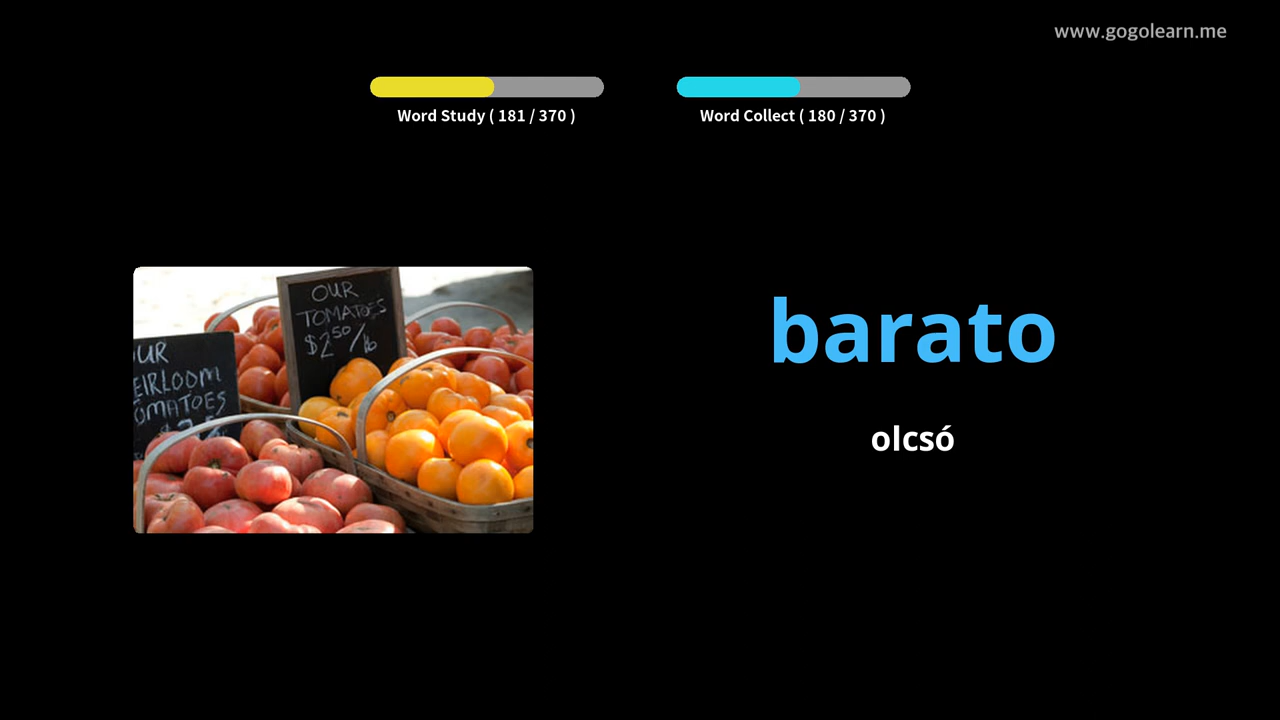 www.gogolearn.me
Word Study ( 181 / 370 )
Word Collect ( 180 / 370 )
OUR
TOMATOES
$2.50/lb
UR
EIRLOOM
OMATOES
barato
olcsó